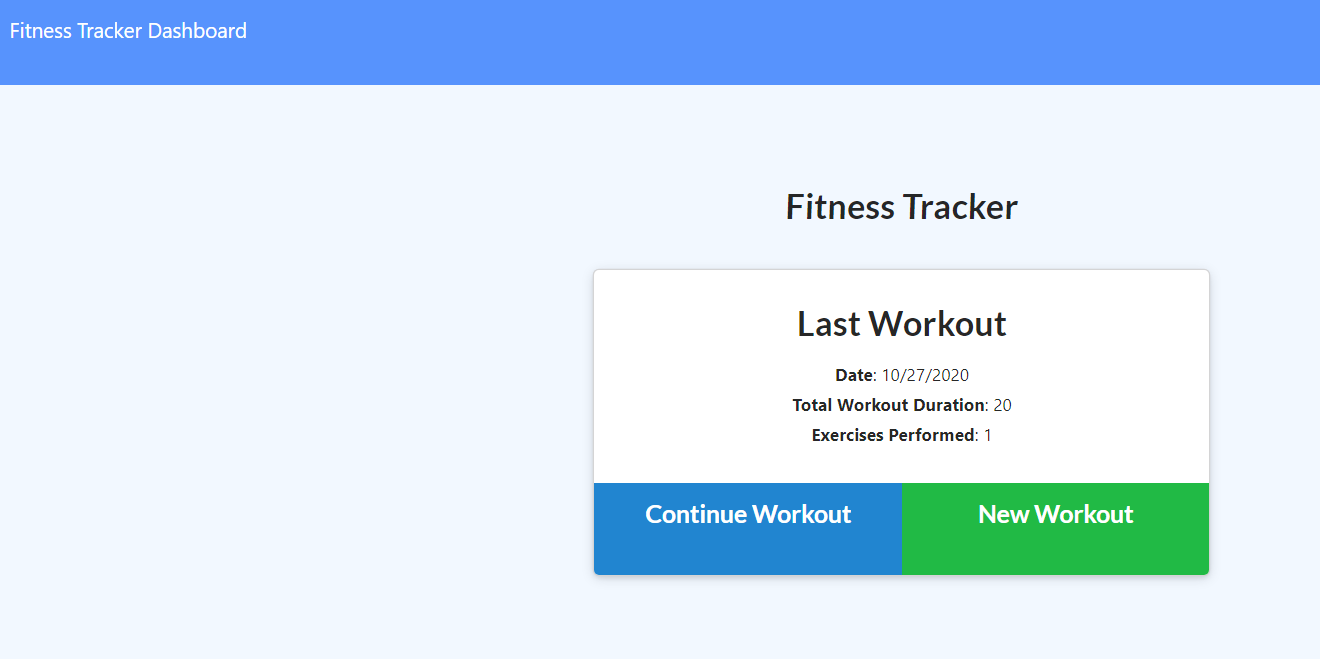 Fitness Tracker Dashboard
Fitness Tracker
Last Workout
Date: 10/27/2020
Total Workout Duration: 20
Exercises Performed: 1
Continue Workout New Workout